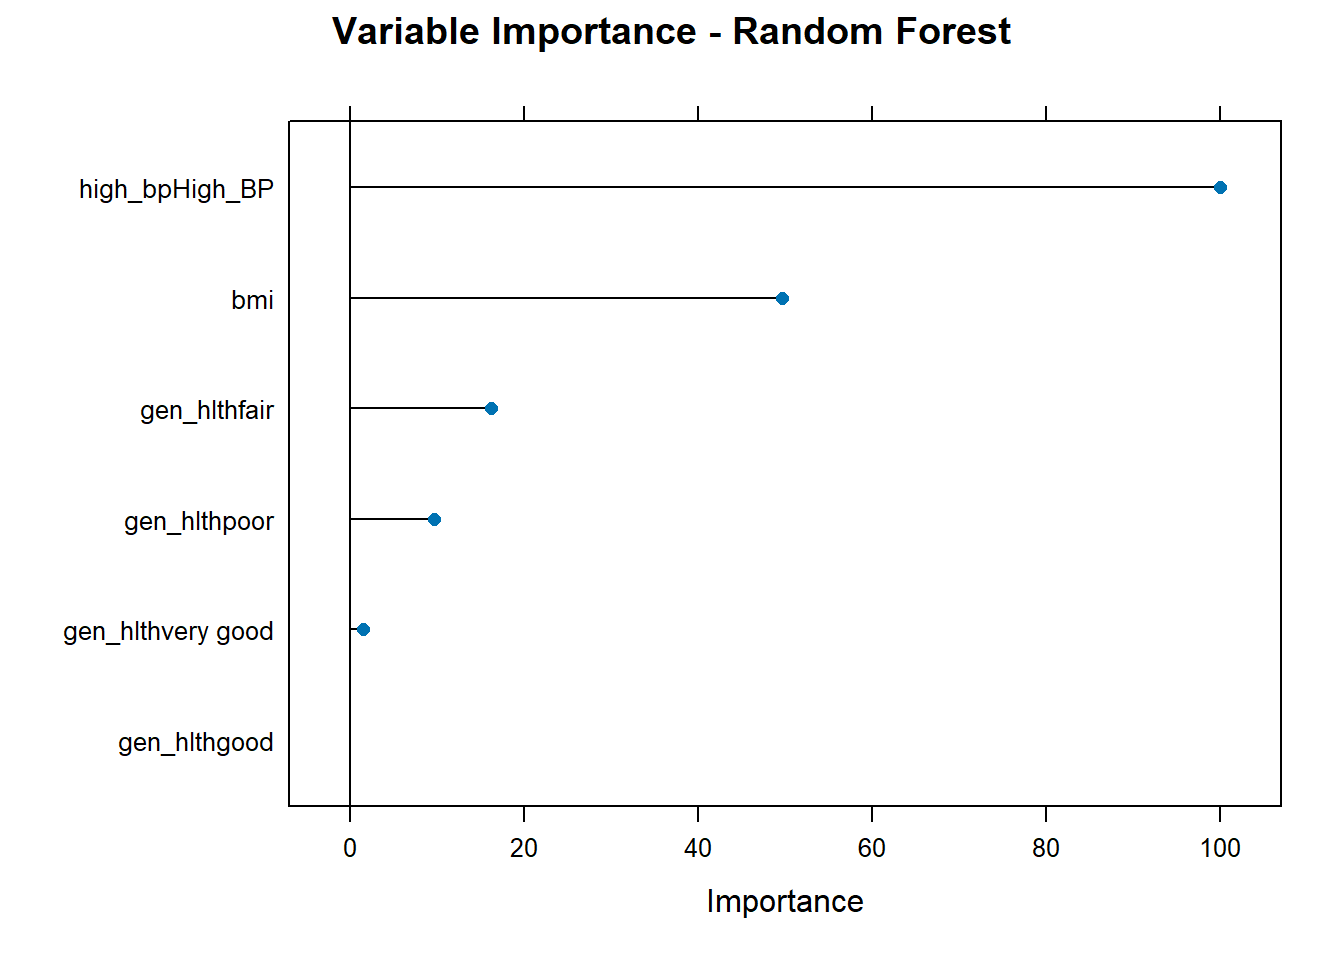 Variable Importance - Random Forest
high_bpHigh_BP
bmi
gen_hlthfair
gen_hlthpoor
gen_hlthvery good
gen_hlthgood
0 20 40 60 80 100
Importance